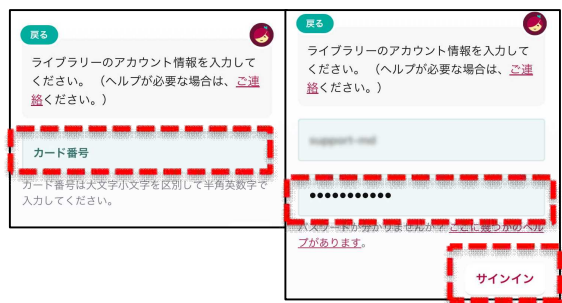 戻る
ライブラリーのアカウント情報を入力して
ください。（ヘルプが必要な場合は、ご連
絡ください。）
カード番号
カード番号は大文字小文字を区別して半角英数字で
入力してください。
戻る
ライブラリーのアカウント情報を入力して
ください。（ヘルプが必要な場合は、ご連
絡ください。）
•••••••••••
パスワードが分かりませんか？ここに幾つかのヘル
プがあります。
サインイン